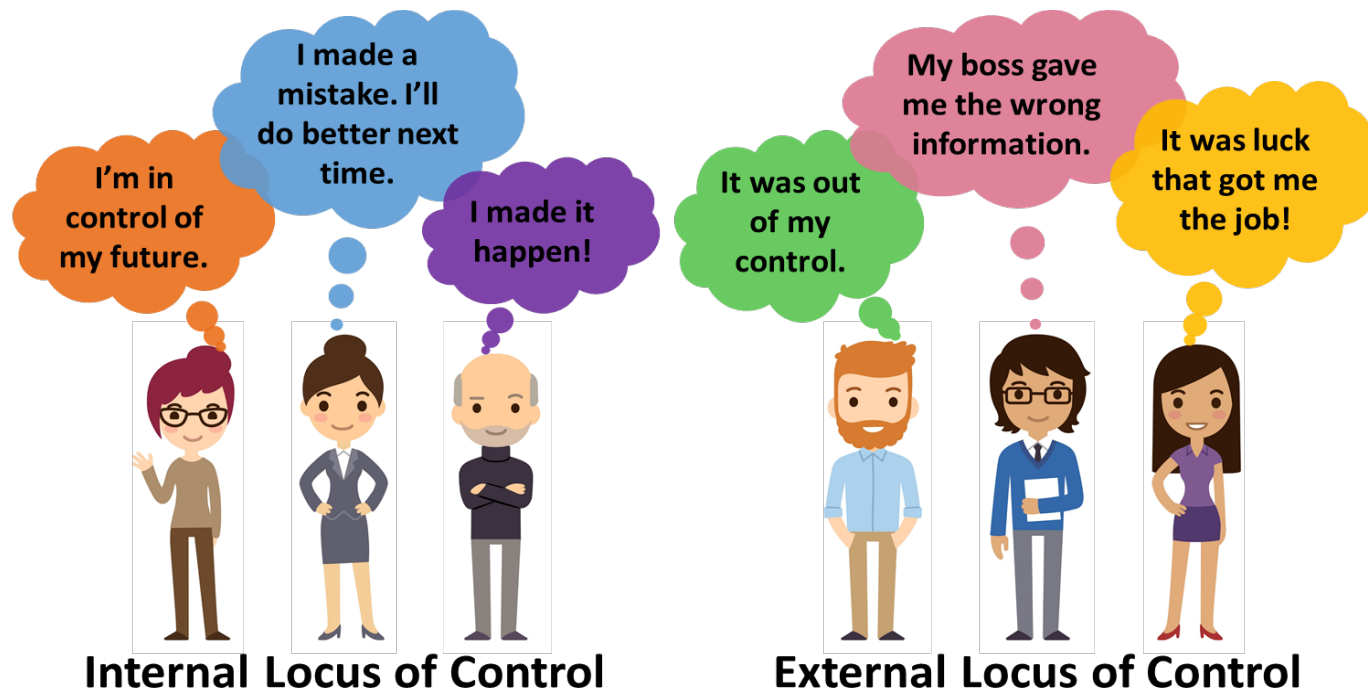 I'm in
control of
my future.
I made a
mistake. I'll
do better next
time.
I made it
happen!
It was out
of my
control.
My boss gave
me the wrong
information.
It was luck
that got me
the job!
Internal Locus of Control
External Locus of Control